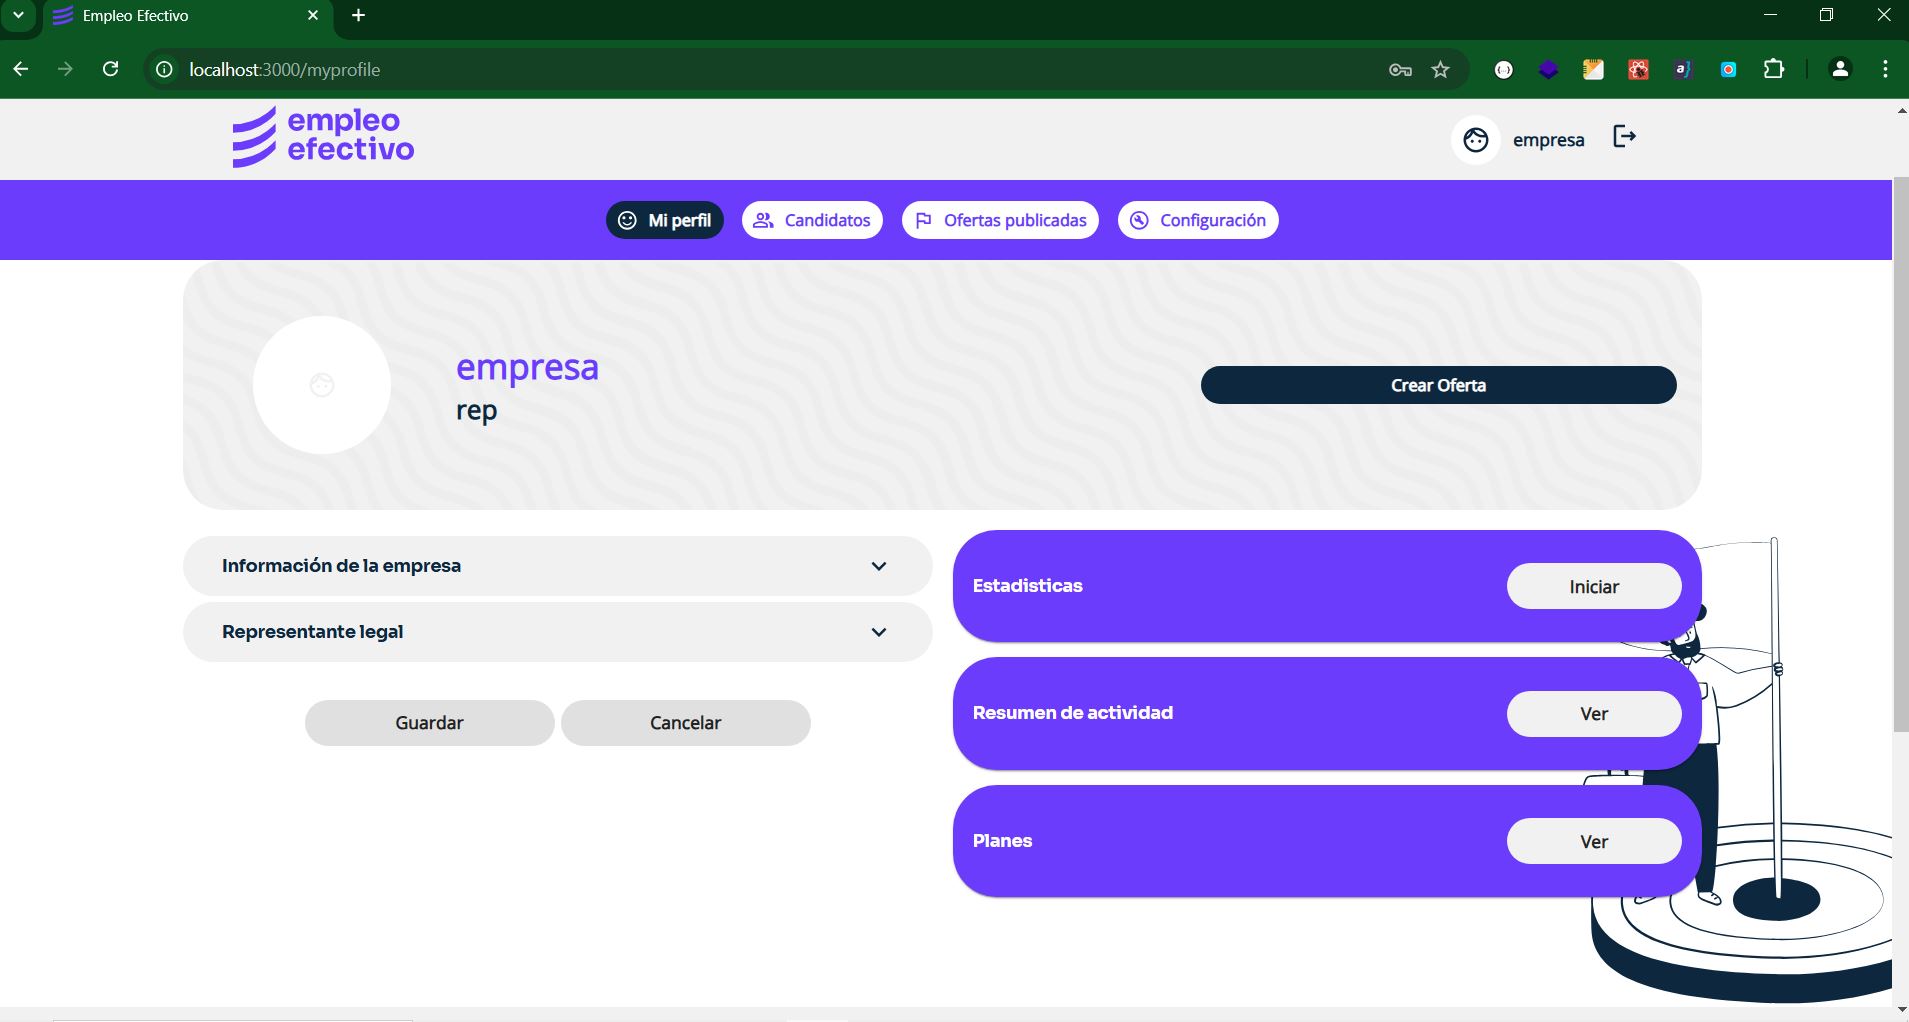 Empleo Efectivo
localhost:3000/myprofile
empleo
efectivo
empresa
Mi perfil
Candidatos
Ofertas publicadas
Configuración
empresa
rep
Crear Oferta
Información de la empresa
Representante legal
Guardar
Cancelar
Estadisticas
Iniciar
Resumen de actividad
Ver
Planes
Ver